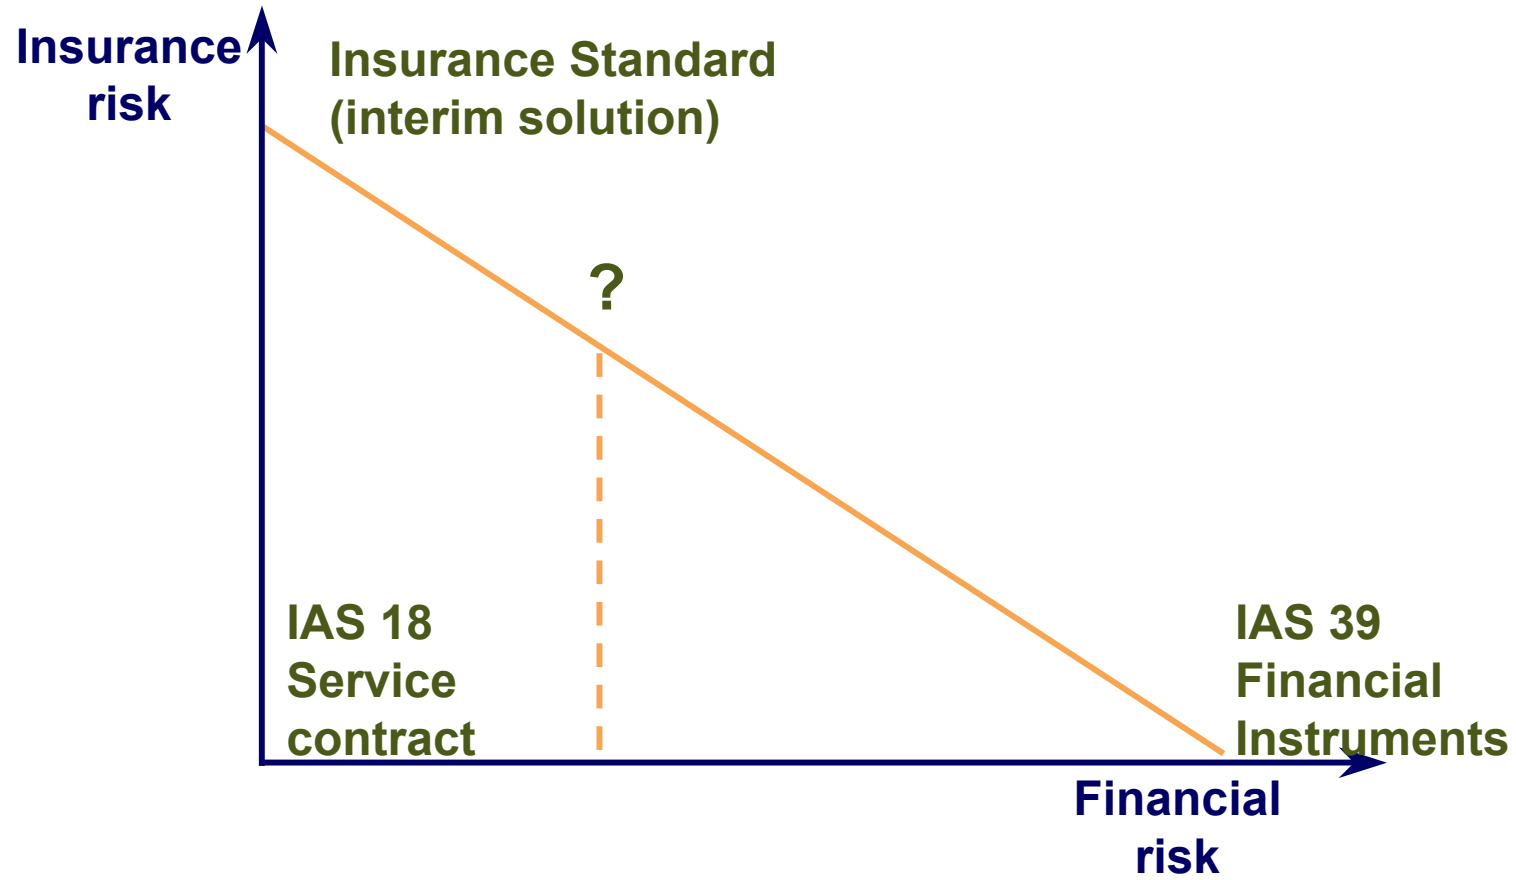 Insurance
risk
Insurance Standard
(interim solution)
?
IAS 18
Service
contract
IAS 39
Financial
Instruments
Financial
risk